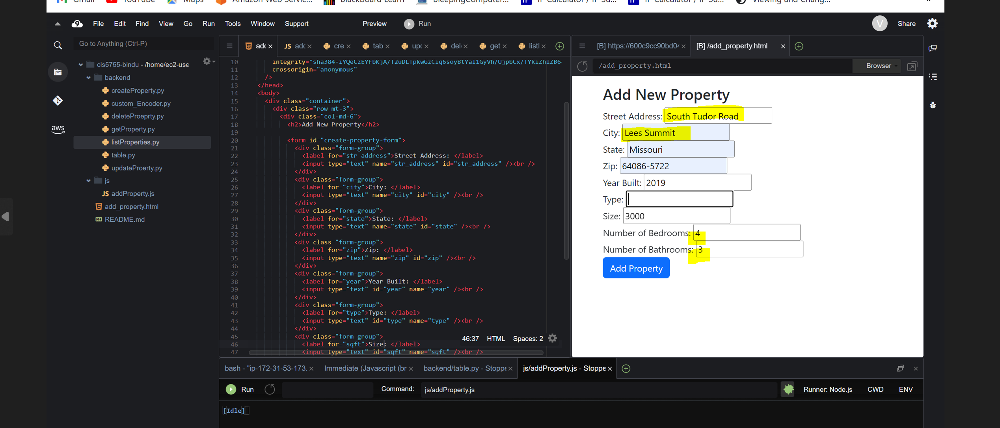 Gmail YouTube Maps Amazon Web Servic... Blackboard Learn BleepingComputer... IP Calculator / IP Su... IP Calculator / IP Su... Viewing and Chang... »
9 File Edit Find View Go Run Tools Window Support Preview Run V Share
Go to Anything (Ctrl-P)
cis5755-bindu - /home/ec2-use
backend
createProperty.py
custom_Encoder.py
deleteProeprty.py
getProperty.py
listProperties.py
table.py
updateProerty.py
js
JS addProperty.js
add_property.html
README.md
aws
adc × JS adc × cre × tab × upc × del × get × listl ×
10 integrity="sha384-
11 crossorigin="anonymous"
12 />
13 </head>
14 <body>
15 <div class="container">
16 <div class="row mt-3">
17 <div class="col-md-6">
18 <h2>Add New Property</h2>
19
20 <form id="create-property-form">
21 <div class="form-group">
22 <label for="str_address">Street Address: </label>
23 <input type="text" name="str_address" id="str_address" /><br />
24 </div>
25 <div class="form-group">
26 <label for="city">City: </label>
27 <input type="text" name="city" id="city" /><br />
28 </div>
29 <div class="form-group">
30 <label for="state">State: </label>
31 <input type="text" name="state" id="state" /><br />
32 </div>
33 <div class="form-group">
34 <label for="zip">Zip: </label>
35 <input type="text" name="zip" id="zip" /><br />
36 </div>
37 <div class="form-group">
38 <label for="year">Year Built: </label>
39 <input type="text" id="year" name="year" /><br />
40 </div>
41 <div class="form-group">
42 <label for="type">Type: </label>
43 <input type="text" id="type" name="type" /><br />
44 </div>
45 <div class="form-group">
46 <label for="sqft">Size: </label>
47 <input type="text" id="sqft" name="sqft" /><br />
46:37 HTML Spaces: 2
[B] https://600c9cc90bd04 × [B] /add_property.html ×
/add_property.html Browser
Add New Property
Street Address: South Tudor Road
City: Lees Summit
State: Missouri
Zip: 64086-5722
Year Built: 2019
Type:
Size: 3000
Number of Bedrooms: 4
Number of Bathrooms: 3
Add Property
bash - "ip-172-31-53-173. × Immediate (Javascript (br × backend/table.py - Stoppe × js/addProperty.js - Stoppe ×
Run Command: js/addProperty.js Runner: Node.js CWD ENV
[Idle]